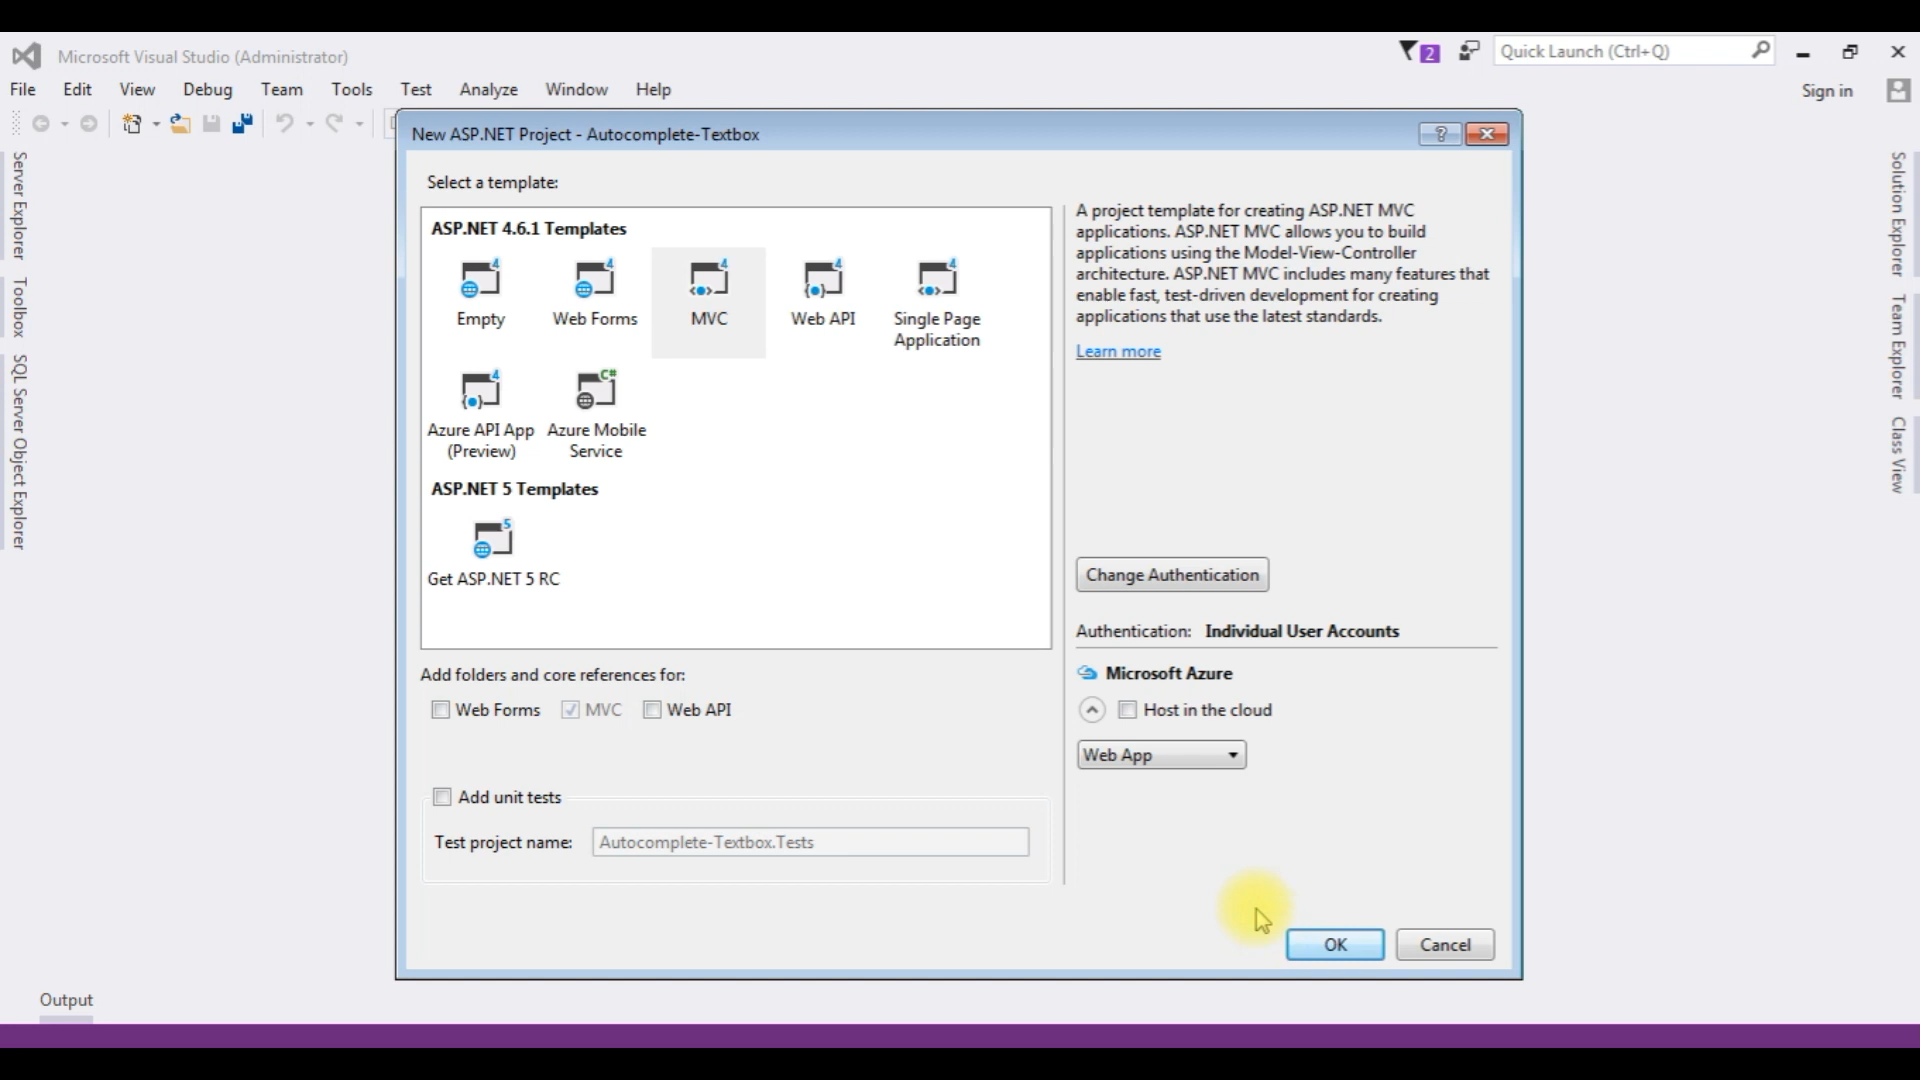 Microsoft Visual Studio (Administrator)
2
Quick Launch (Ctrl+Q)
File Edit View Debug Team Tools Test Analyze Window Help
Sign in
Server Explorer
Toolbox
SQL Server Object Explorer
New ASP.NET Project - Autocomplete-Textbox
?
Select a template:
ASP.NET 4.6.1 Templates
4 4 4 4 4
Empty Web Forms MVC Web API Single Page
Application
4 C#
Azure API App Azure Mobile
(Preview) Service
ASP.NET 5 Templates
5
Get ASP.NET 5 RC
A project template for creating ASP.NET MVC
applications. ASP.NET MVC allows you to build
applications using the Model-View-Controller
architecture. ASP.NET MVC includes many features that
enable fast, test-driven development for creating
applications that use the latest standards.
Learn more
Change Authentication
Authentication: Individual User Accounts
Microsoft Azure
Host in the cloud
Web App
Add folders and core references for:
Web Forms MVC Web API
Add unit tests
Test project name: Autocomplete-Textbox.Tests
OK Cancel
Solution Explorer
Team Explorer
Class View
Output